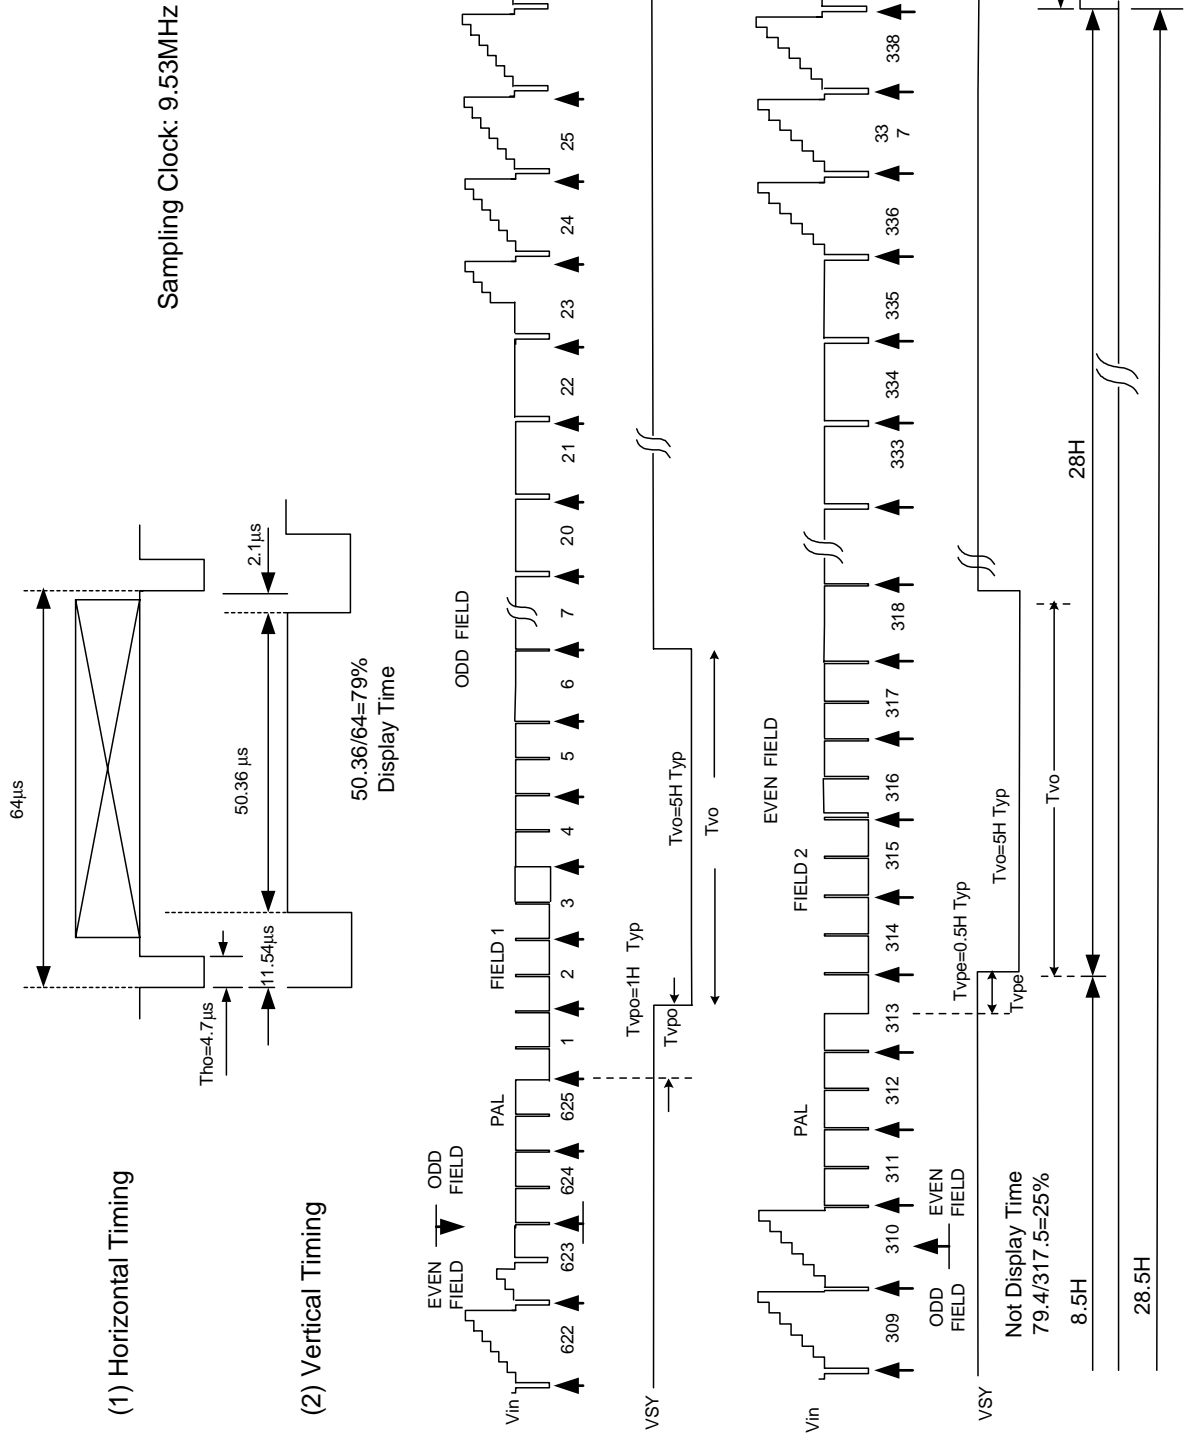 Sampling Clock: 9.53MHz
(1) Horizontal Timing
64µs
Tho=4.7µs
(2) Vertical Timing
11.54µs
50.36 µs
2.1µs
50.36/64=79%
Display Time
EVEN
FIELD
ODD
FIELD
PAL
FIELD 1
ODD FIELD
Vin
622
623
624
625
1
2
3
4
5
6
7
20
21
22
23
24
25
VSY
Tvpo=1H Typ
Tvpo
Tvo=5H Typ
Tvo
PAL
FIELD 2
EVEN FIELD
Vin
309
310
311
312
313
314
315
316
317
318
333
334
335
336
33
7
338
ODD
FIELD
EVEN
FIELD
VSY
Tvpe=0.5H Typ
Tvpe
Tvo=5H Typ
Tvo
Not Display Time
79.4/317.5=25%
8.5H
28H
28.5H